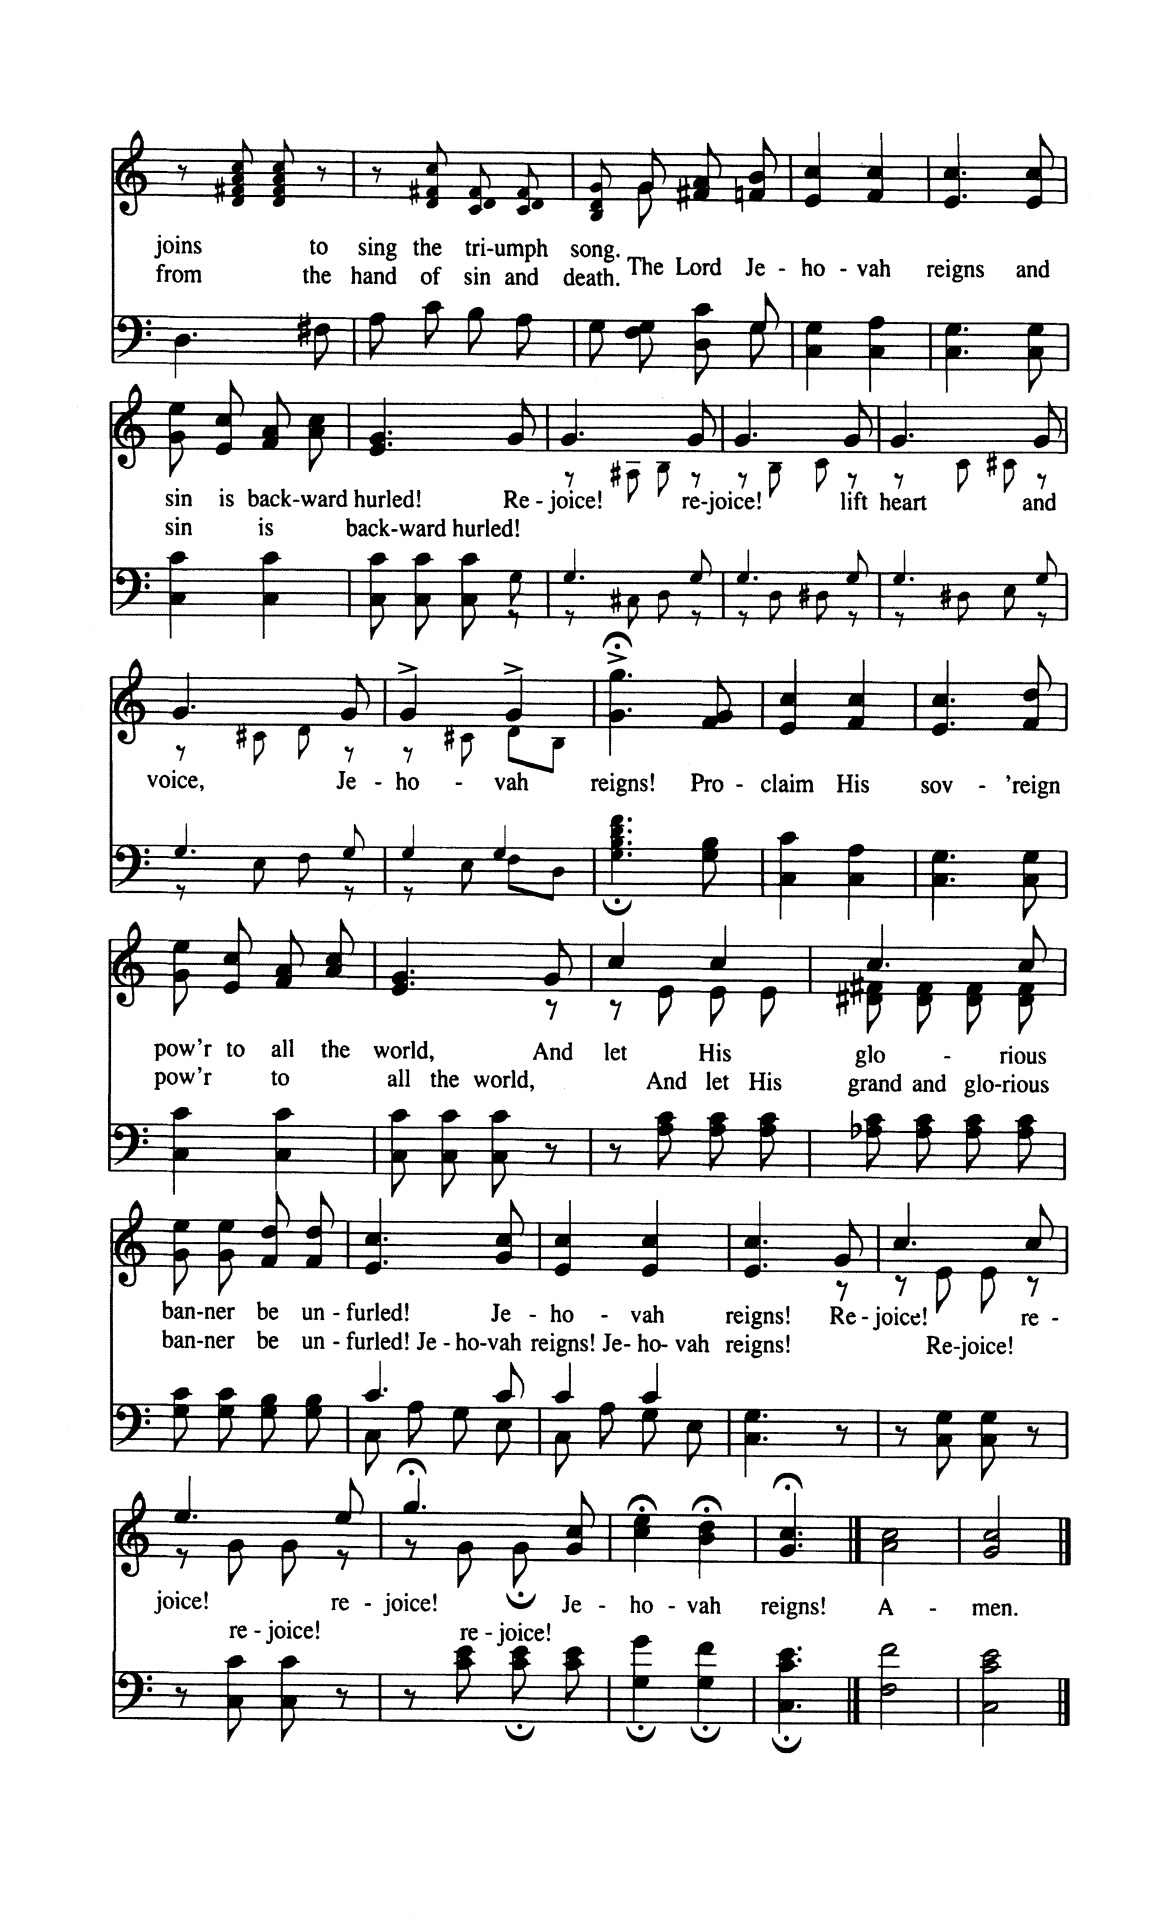 joins to sing the tri-umph song.
from the hand of sin and death. The Lord Je - ho - vah reigns and
sin is back-ward hurled! Re - joice! re-joice! lift heart and
sin is back-ward hurled!
voice, Je - ho - vah reigns! Pro - claim His sov - 'reign
pow'r to all the world, And let His glo - rious
pow'r to all the world, And let His grand and glo-rious
ban-ner be un - furled! Je - ho - vah reigns! Re - joice! re -
ban-ner be un - furled! Je - ho-vah reigns! Je- ho- vah reigns! Re-joice!
joice! re - joice! Je - ho - vah reigns! A - men.
re - joice! re - joice!